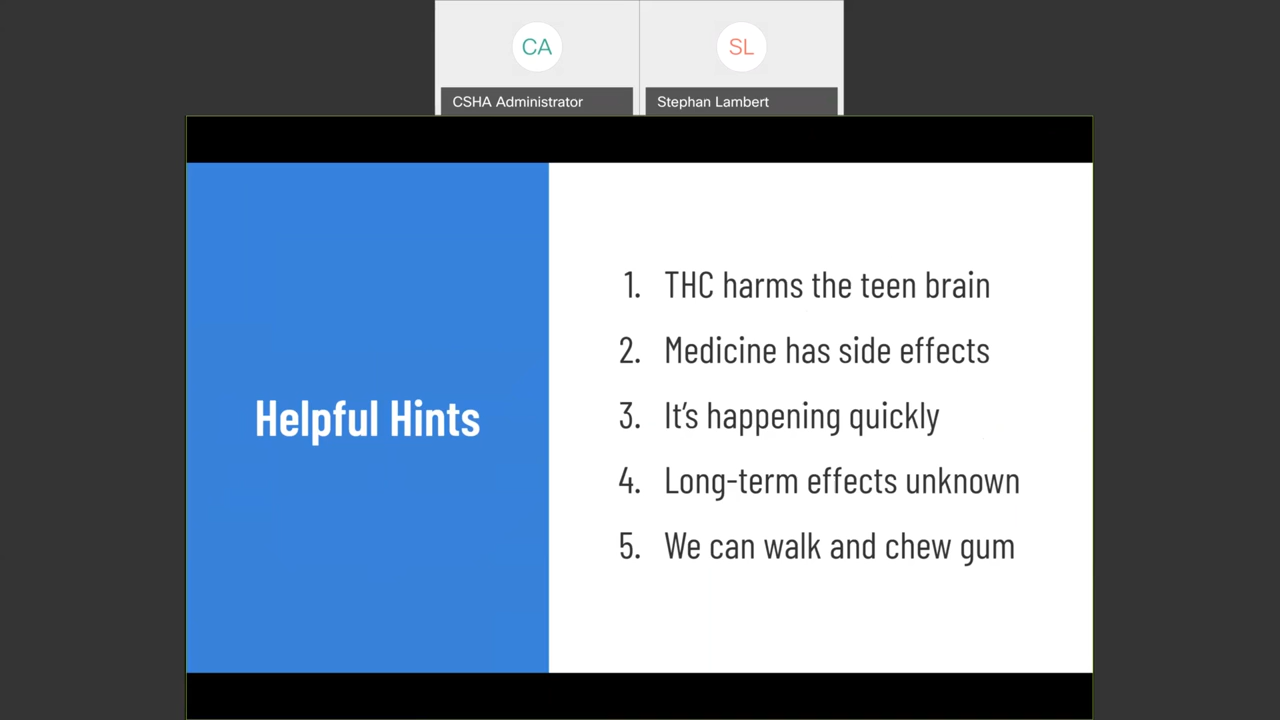 CA
SL
CSHA Administrator
Stephan Lambert
Helpful Hints
1. THC harms the teen brain
2. Medicine has side effects
3. It’s happening quickly
4. Long-term effects unknown
5. We can walk and chew gum